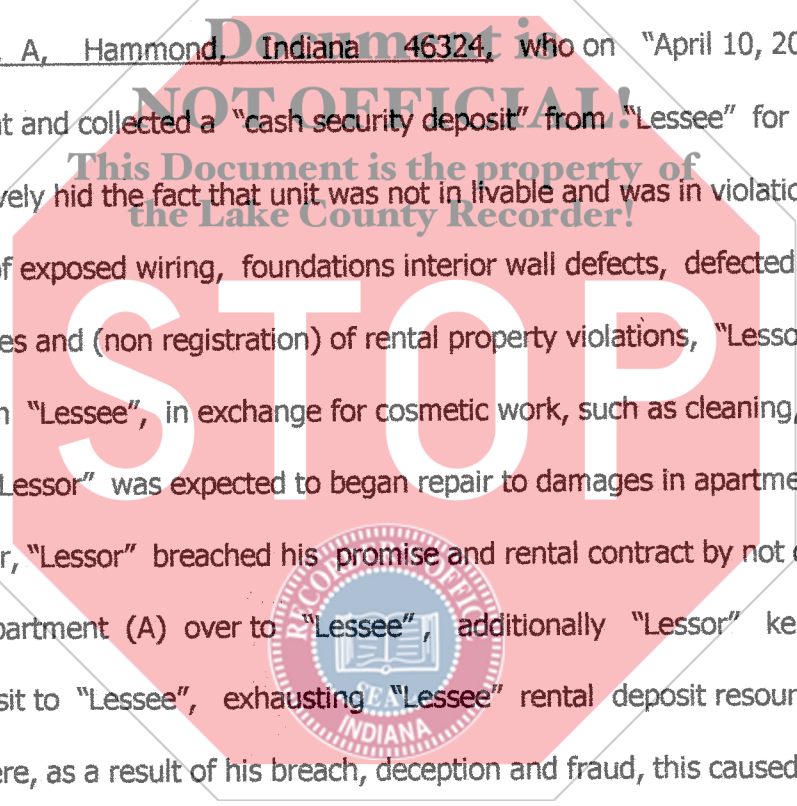 A, Hammond, Indiana 46324, who on “April 10, 20
Document is
NOT OFFICIAL!
t and collected a “cash security deposit” from “Lessee” for
This Document is the property of
vely hid the fact that unit was not in livable and was in violatio
the Lake County Recorder!
of exposed wiring, foundations interior wall defects, defected
STOP
es and (non registration) of rental property violations, “Lesso
n “Lessee”, in exchange for cosmetic work, such as cleaning,
Lessor” was expected to began repair to damages in apartme
r, “Lessor” breached his promise and rental contract by not
RECORDER'S OFFICE
partment (A) over to “Lessee”, additionally “Lessor” ke
sit to “Lessee”, exhausting “Lessee” rental deposit resour
SEAL
INDIANA
ere, as a result of his breach, deception and fraud, this caused